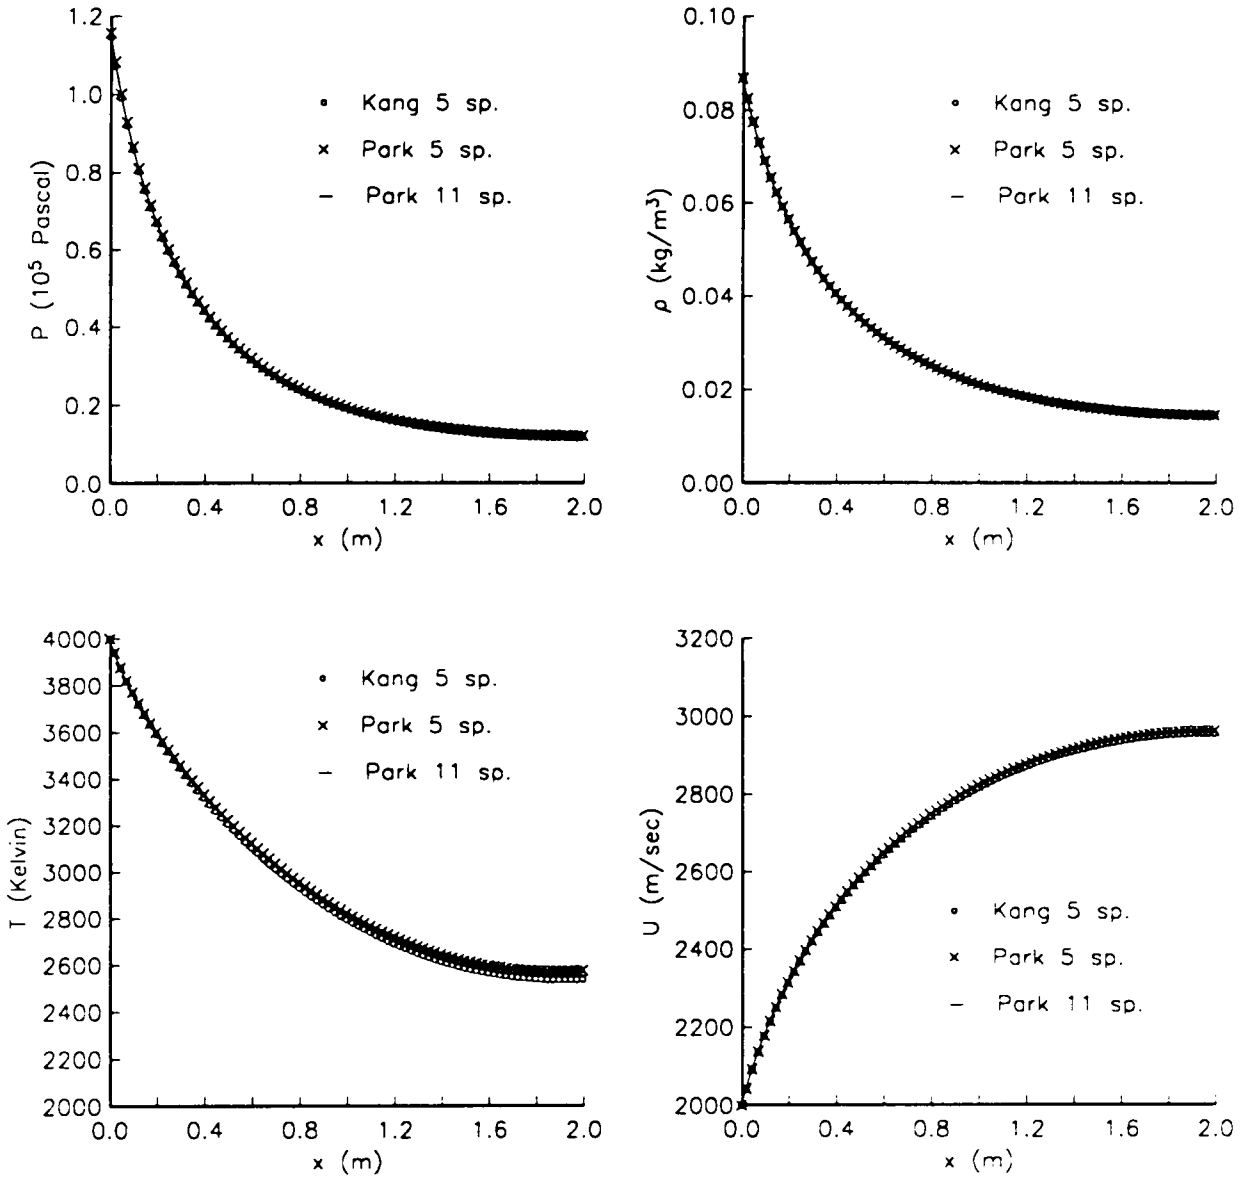 1.2
1.0
0.8
0.6
0.4
0.2
0.0
P (10⁵ Pascal)
Kang 5 sp.
Park 5 sp.
Park 11 sp.
0.0 0.4 0.8 1.2 1.6 2.0
x (m)
0.10
0.08
0.06
0.04
0.02
0.00
ρ (kg/m³)
Kang 5 sp.
Park 5 sp.
Park 11 sp.
0.0 0.4 0.8 1.2 1.6 2.0
x (m)
4000
3800
3600
3400
3200
3000
2800
2600
2400
2200
2000
T (Kelvin)
Kang 5 sp.
Park 5 sp.
Park 11 sp.
0.0 0.4 0.8 1.2 1.6 2.0
x (m)
3200
3000
2800
2600
2400
2200
2000
U (m/sec)
Kang 5 sp.
Park 5 sp.
Park 11 sp.
0.0 0.4 0.8 1.2 1.6 2.0
x (m)